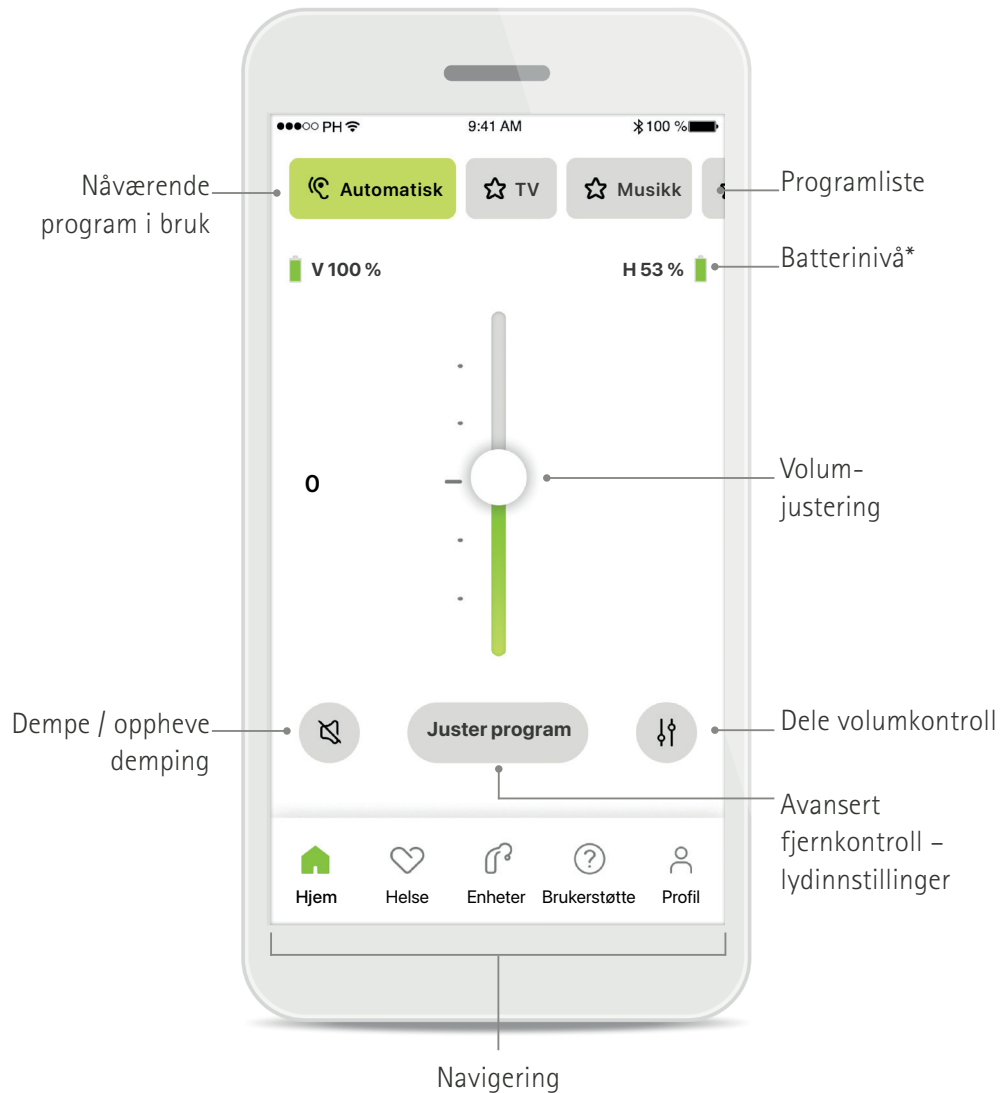 PH
9:41 AM
100 %
Nåværende
program i bruk
Automatisk
TV
Musikk
Programliste
V 100 %
H 53 %
Batterinivå*
0
Volum-
justering
Dempe / oppheve
demping
Juster program
Dele volumkontroll
Avansert
fjernkontroll –
lydinnstillinger
Hjem
Helse
Enheter
Brukerstøtte
Profil
Navigering